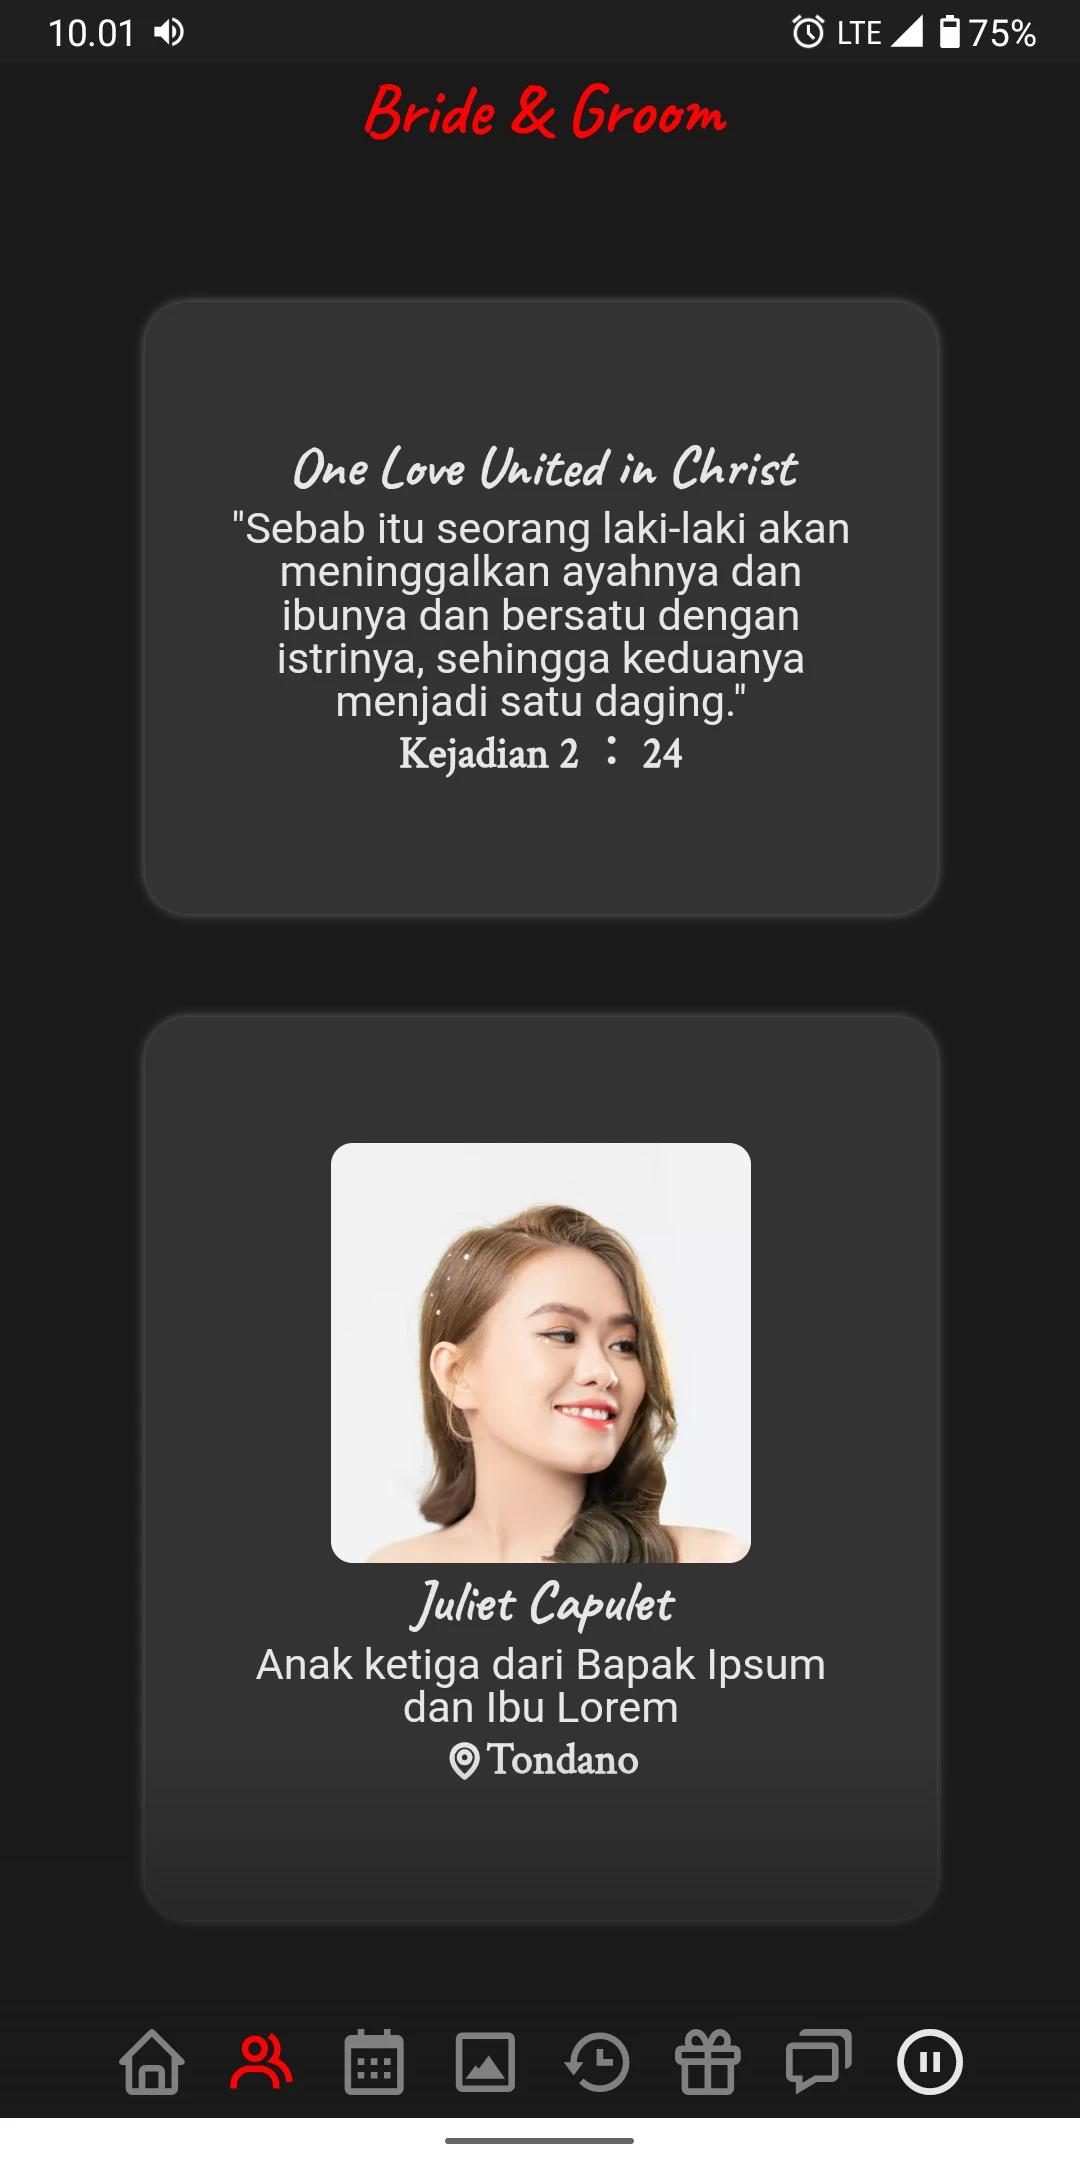 10.01 LTE 75%
Bride & Groom
One Love United in Christ
"Sebab itu seorang laki-laki akan
meninggalkan ayahnya dan
ibunya dan bersatu dengan
istrinya, sehingga keduanya
menjadi satu daging."
Kejadian 2 : 24
Juliet Capulet
Anak ketiga dari Bapak Ipsum
dan Ibu Lorem
Tondano